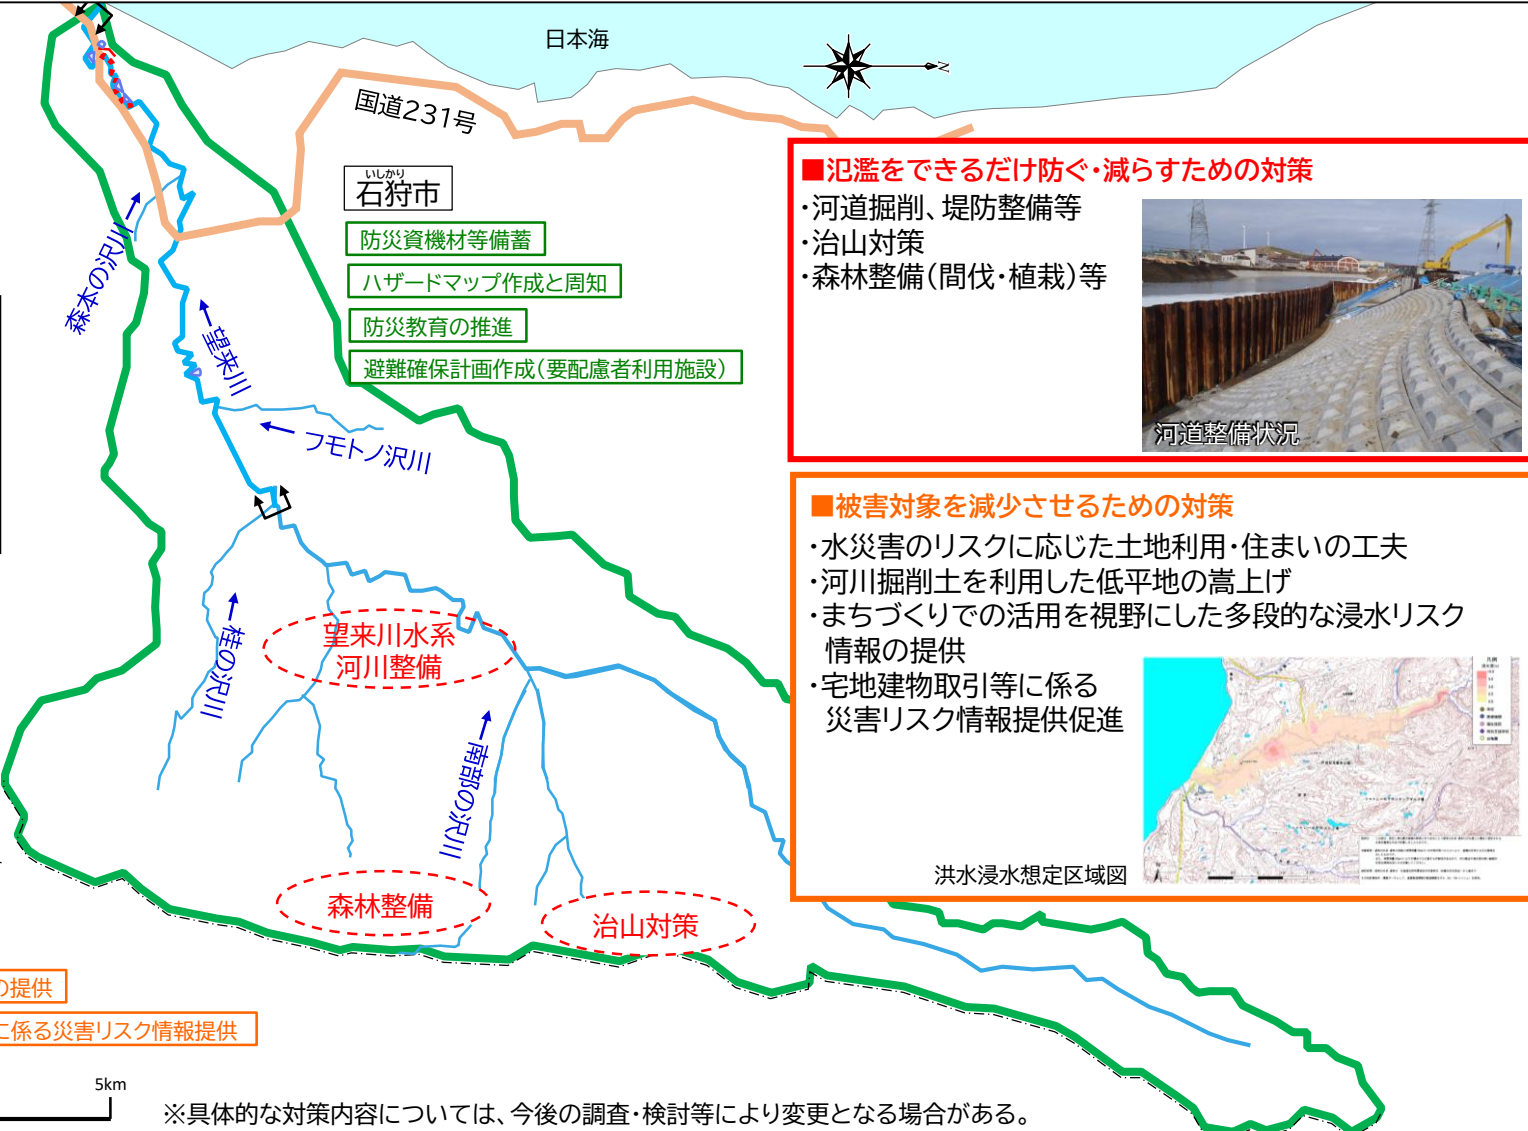 日本海
N
国道231号
いしかり
石狩市
防災資機材等備蓄
ハザードマップ作成と周知
防災教育の推進
避難確保計画作成(要配慮者利用施設)
森本の沢川
望来川
フモトノ沢川
桂の沢川
南部の沢川
望来川水系
河川整備
森林整備
治山対策
■氾濫をできるだけ防ぐ・減らすための対策
・河道掘削、堤防整備等
・治山対策
・森林整備(間伐・植栽)等
河道整備状況
■被害対象を減少させるための対策
・水災害のリスクに応じた土地利用・住まいの工夫
・河川掘削土を利用した低平地の嵩上げ
・まちづくりでの活用を視野にした多段的な浸水リスク
情報の提供
・宅地建物取引等に係る
災害リスク情報提供促進
凡例
洪水浸水想定区域図
の提供
に係る災害リスク情報提供
5km
※具体的な対策内容については、今後の調査・検討等により変更となる場合がある。